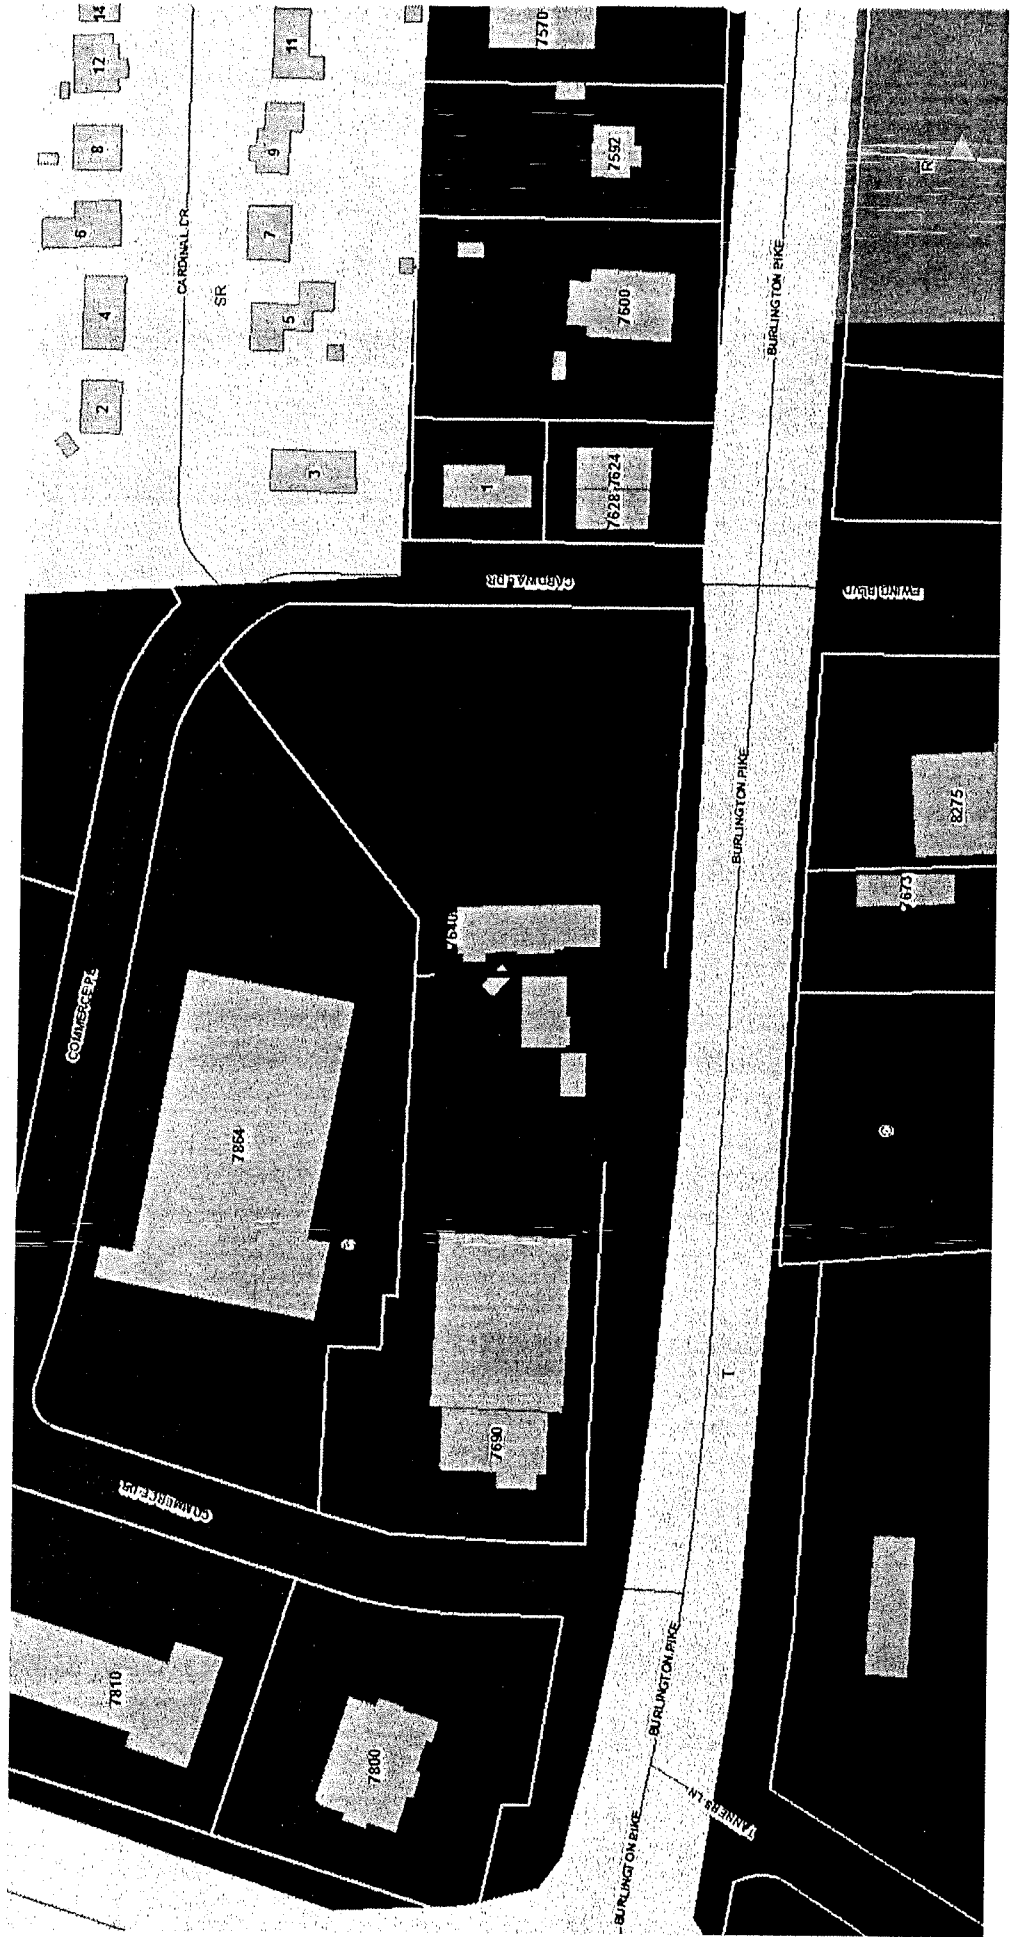 14
12
11
7570
8
9
7592
R
6
7
CARDINAL DR
SR
BURLINGTON PIKE
4
5
7600
2
3
1
7628-7624
CARDINAL DR
EWING BLVD
BURLINGTON PIKE
8275
7673
COMMERCE PL
7864
T
7690
COMMERCE DR
7810
7800
BURLINGTON PIKE
TANNERS LN
BURLINGTON PIKE